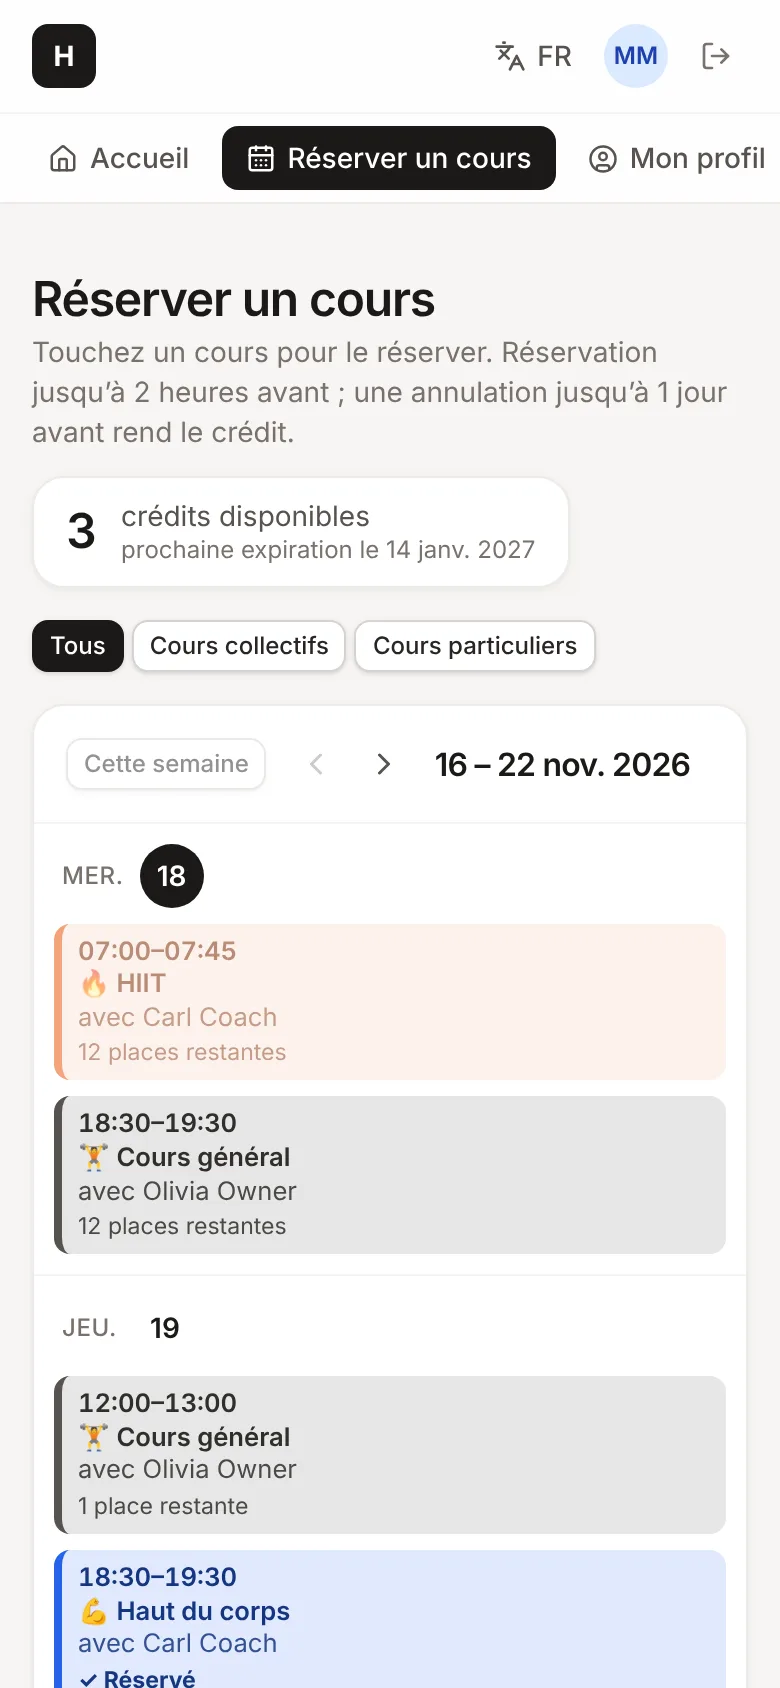 H
FR
MM
Accueil
Réserver un cours
Mon profil
Réserver un cours
Touchez un cours pour le réserver. Réservation
jusqu’à 2 heures avant ; une annulation jusqu’à 1 jour
avant rend le crédit.
3
crédits disponibles
prochaine expiration le 14 janv. 2027
Tous
Cours collectifs
Cours particuliers
Cette semaine
16 – 22 nov. 2026
MER. 18
07:00–07:45
🔥 HIIT
avec Carl Coach
12 places restantes
18:30–19:30
🏋️ Cours général
avec Olivia Owner
12 places restantes
JEU. 19
12:00–13:00
🏋️ Cours général
avec Olivia Owner
1 place restante
18:30–19:30
💪 Haut du corps
avec Carl Coach
✓ Réservé